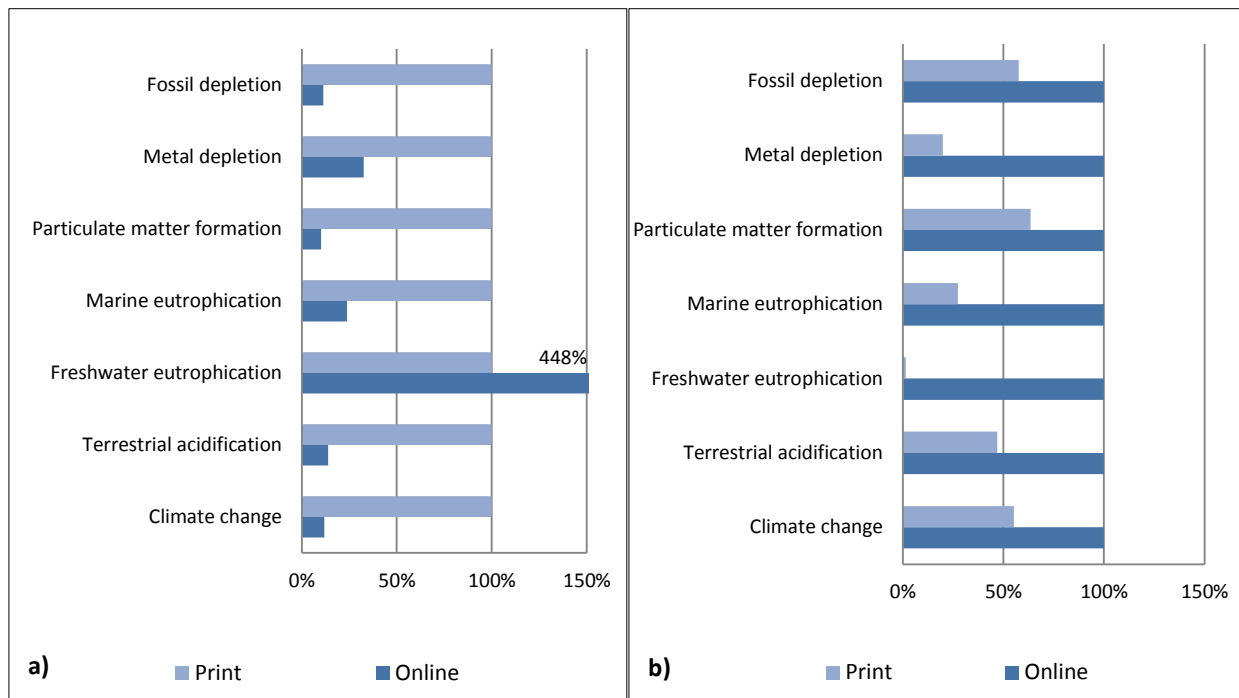 Fossil depletion
Metal depletion
Particulate matter formation
Marine eutrophication
448%
Freshwater eutrophication
Terrestrial acidification
Climate change
0% 50% 100% 150%
a)
Print Online
Fossil depletion
Metal depletion
Particulate matter formation
Marine eutrophication
Freshwater eutrophication
Terrestrial acidification
Climate change
0% 50% 100% 150%
b)
Print Online